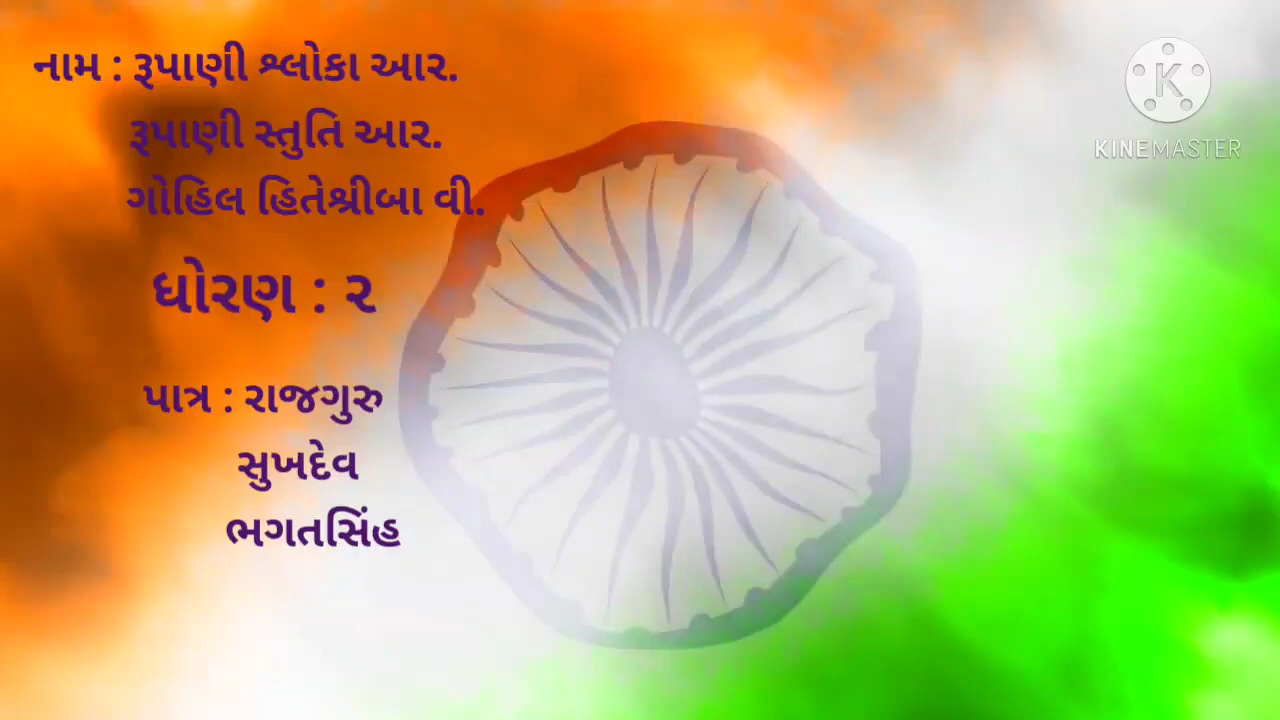 નામ : રૂપાણી શ્લોકા આર.
રૂપાણી સ્તુતિ આર.
ગોહિલ હિતેશ્રીબા વી.
ધોરણ : ૨
પાત્ર : રાજગુરુ
સુખદેવ
ભગતસિંહ
K
KINEMASTER